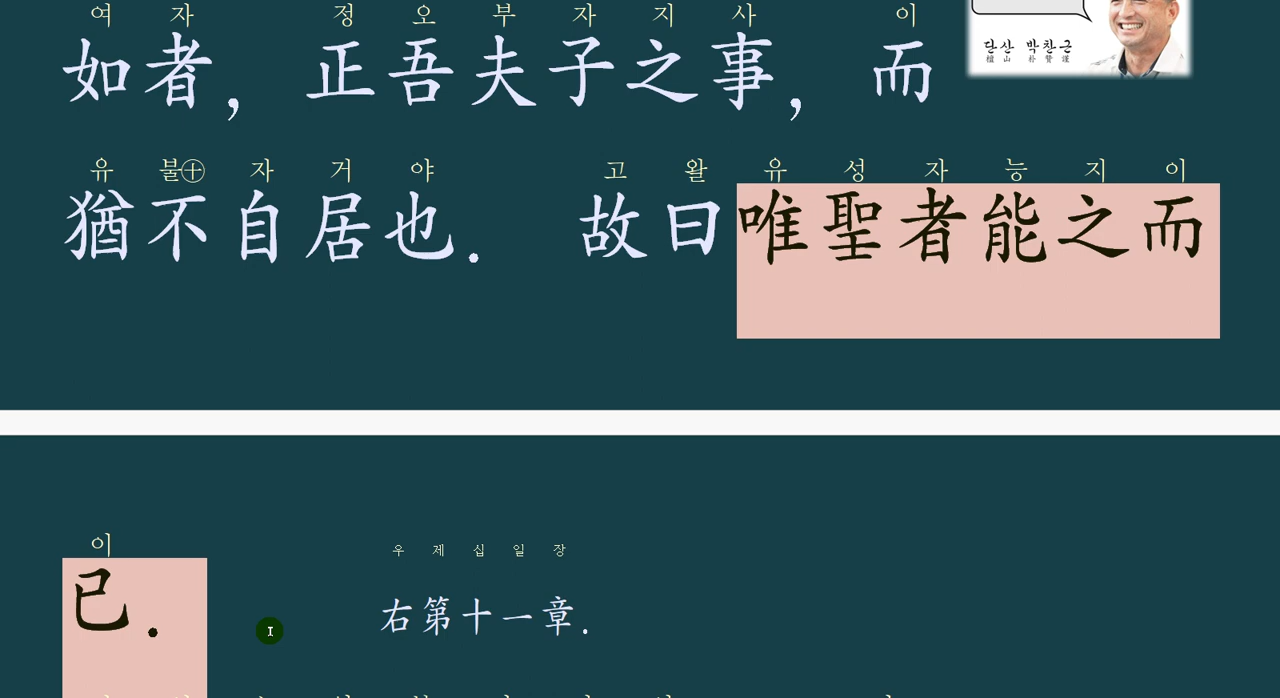 여 자 정 오 부 자 지 사 이
如者, 正吾夫子之事, 而
단산 박찬근
檀山 朴贊謹
유 불㊉ 자 거 야 고 왈 유 성 자 능 지 이
猶不自居也. 故曰唯聖者能之而
이
已.
우 제 십 일 장
右第十一章.